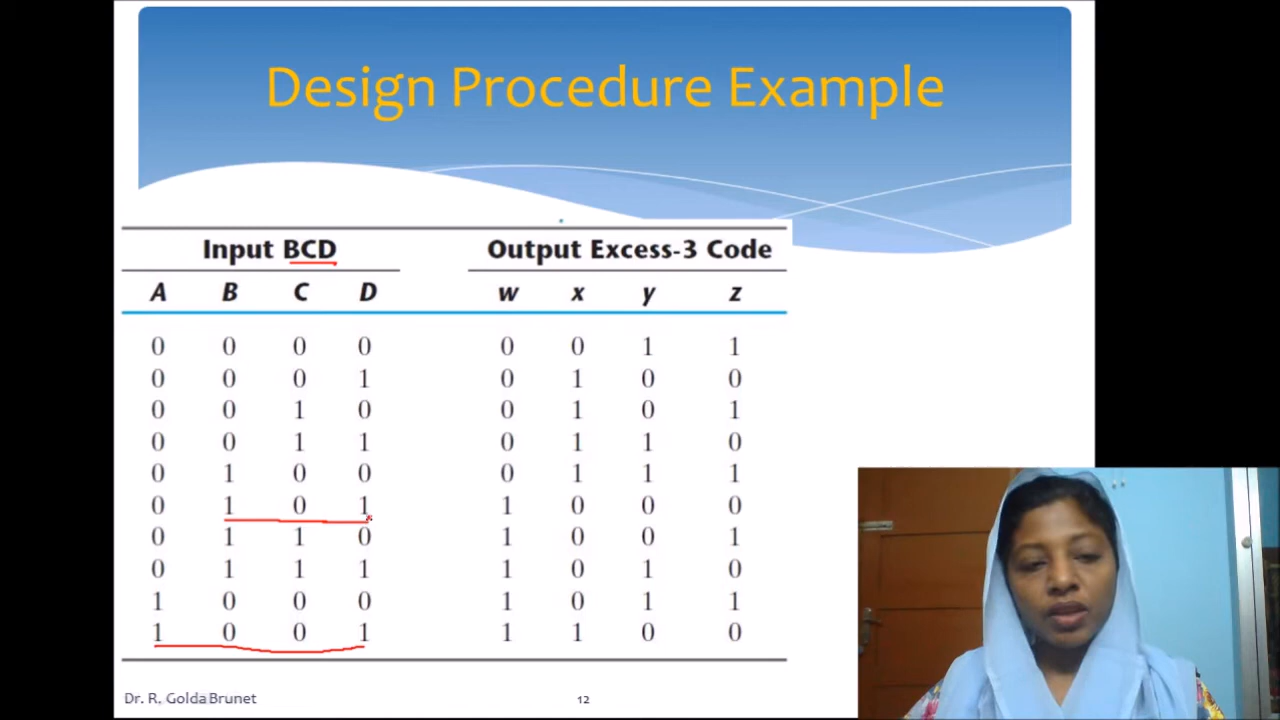 Design Procedure Example
Input BCD Output Excess-3 Code
A B C D w x y z
0 0 0 0 0 0 1 1
0 0 0 1 0 1 0 0
0 0 1 0 0 1 0 1
0 0 1 1 0 1 1 0
0 1 0 0 0 1 1 1
0 1 0 1 1 0 0 0
0 1 1 0 1 0 0 1
0 1 1 1 1 0 1 0
1 0 0 0 1 0 1 1
1 0 0 1 1 1 0 0
Dr. R. Golda Brunet 12